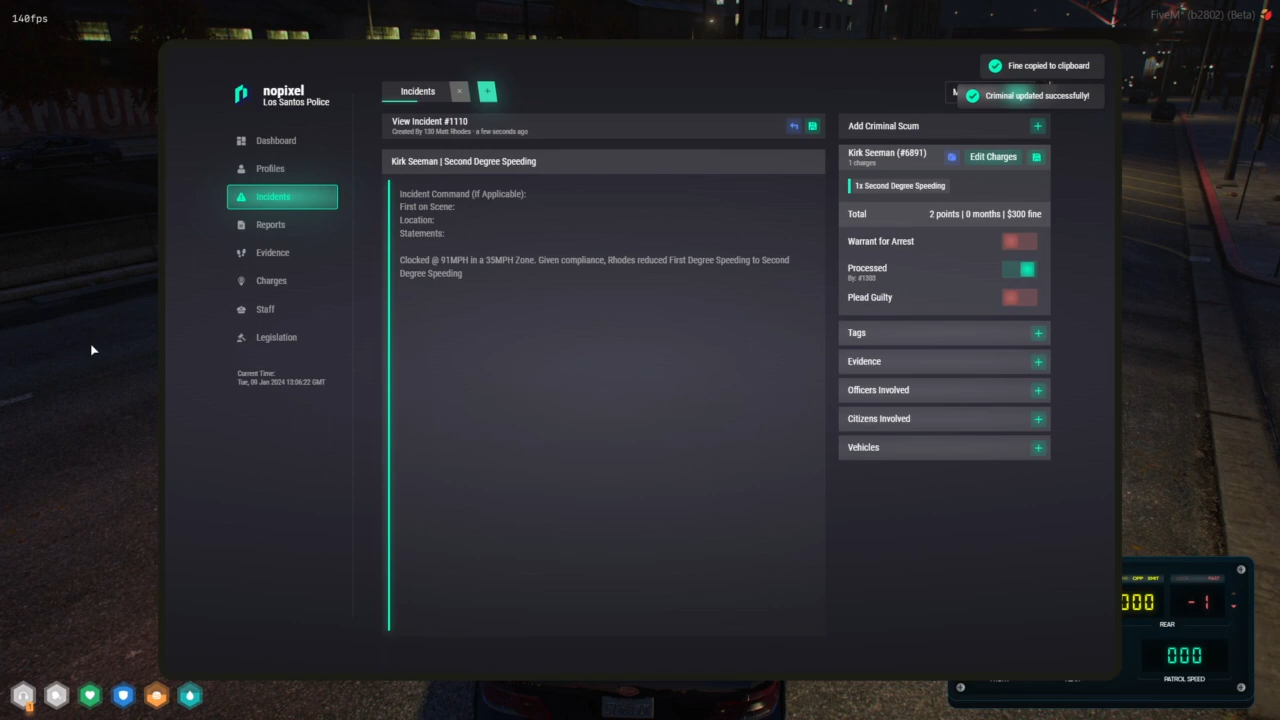 140fps
FiveM* (b2802) (Beta)
Fine copied to clipboard
Criminal updated successfully!
nopixel
Los Santos Police
Dashboard
Profiles
Incidents
Reports
Evidence
Charges
Staff
Legislation
Current Time:
Tue, 09 Jan 2024 13:06:22 GMT
Incidents
View Incident #1110
Created By 130 Matt Rhodes - a few seconds ago
Kirk Seeman | Second Degree Speeding
Incident Command (If Applicable):
First on Scene:
Location:
Statements:
Clocked @ 91MPH in a 35MPH Zone. Given compliance, Rhodes reduced First Degree Speeding to Second
Degree Speeding
Add Criminal Scum
Kirk Seeman (#6891)
1 charges
Edit Charges
1x Second Degree Speeding
Total
2 points | 0 months | $300 fine
Warrant for Arrest
Processed
By: #1303
Plead Guilty
Tags
Evidence
Officers Involved
Citizens Involved
Vehicles
OPP XMIT
FAST
000
-1
REAR
000
PATROL SPEED